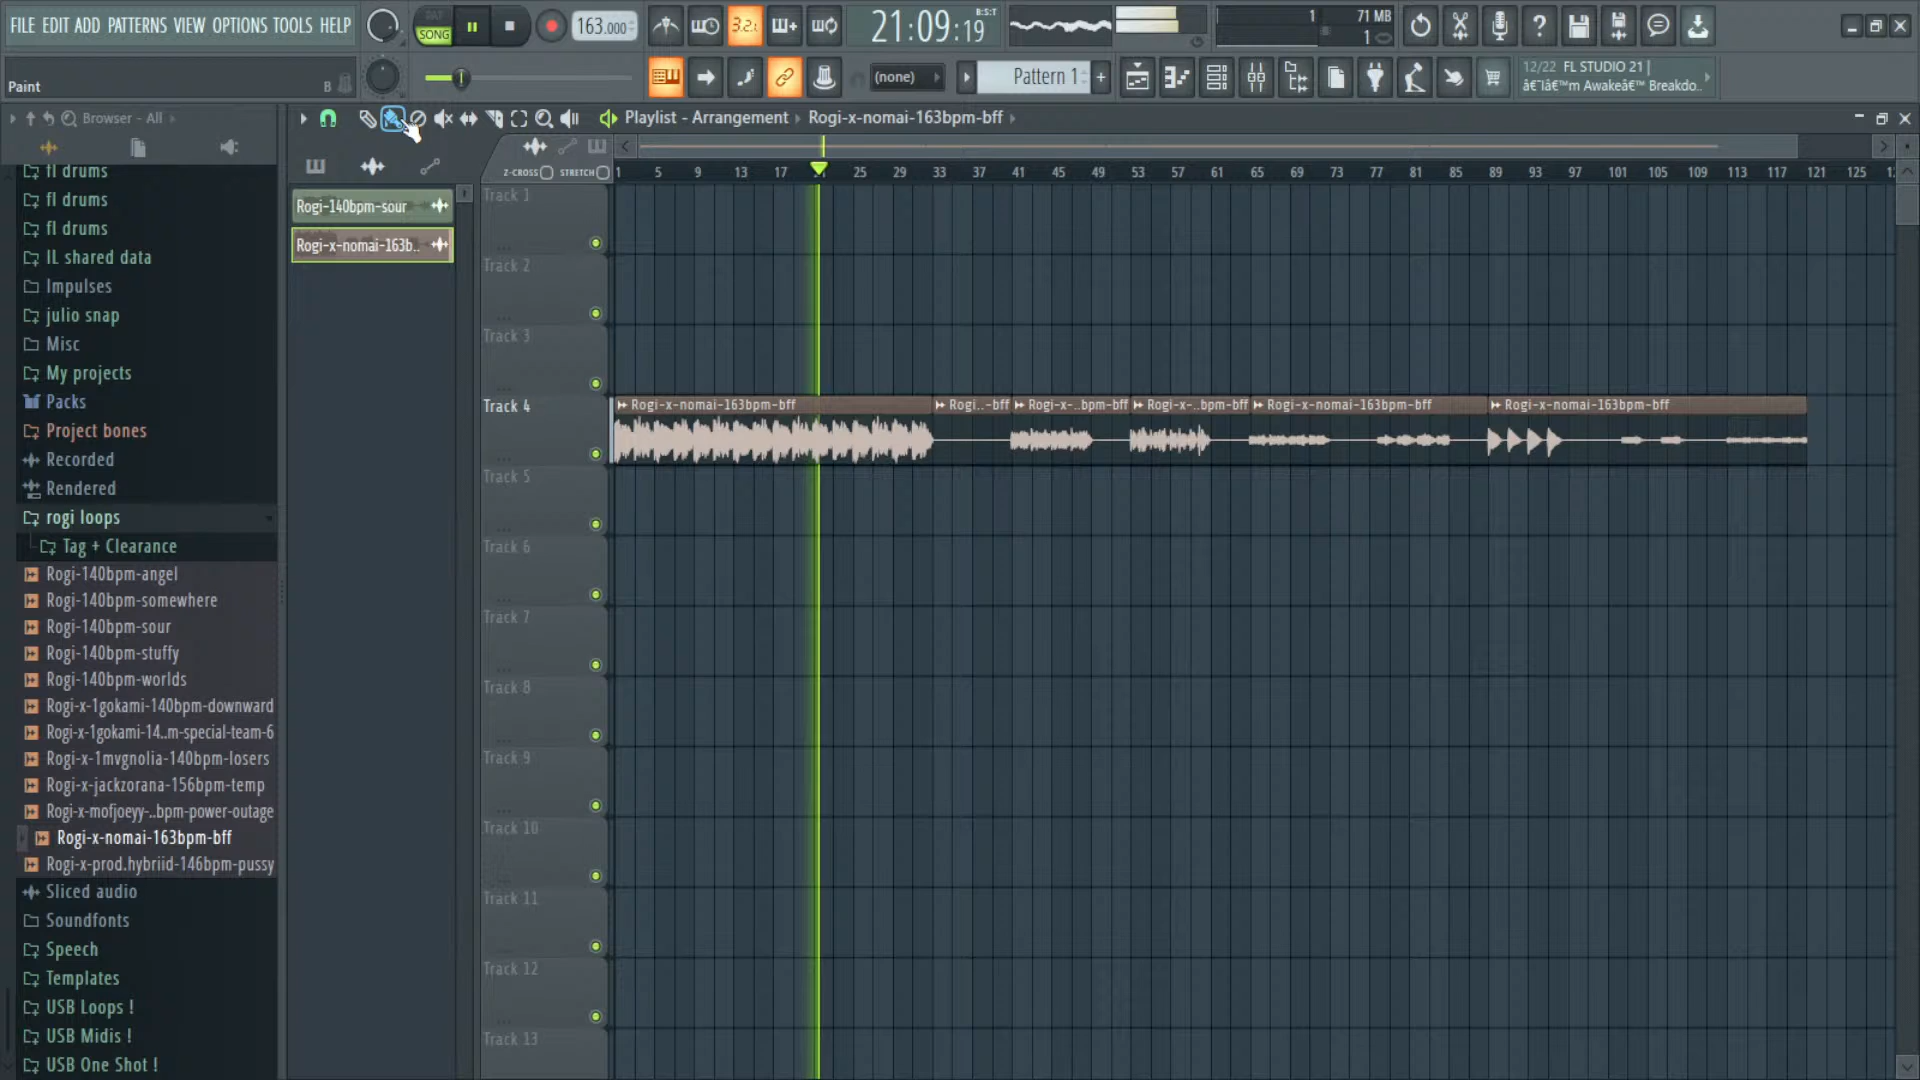 FILE EDIT ADD PATTERNS VIEW OPTIONS TOOLS HELP
PAT
SONG
163.000
3.2.
21:09:19
B:S:T
1
71 MB
1
Paint
B
(none)
Pattern 1
+
12/22 FL STUDIO 21 |
â€˜Iâ€™m Awakeâ€™ Breakdo..
Browser - All
Playlist - Arrangement
Rogi-x-nomai-163bpm-bff
Z-CROSS
STRETCH
1 5 9 13 17 25 29 33 37 41 45 49 53 57 61 65 69 73 77 81 85 89 93 97 101 105 109 113 117 121 125
fl drums
fl drums
fl drums
IL shared data
Impulses
julio snap
Misc
My projects
Packs
Project bones
Recorded
Rendered
rogi loops
Tag + Clearance
Rogi-140bpm-angel
Rogi-140bpm-somewhere
Rogi-140bpm-sour
Rogi-140bpm-stuffy
Rogi-140bpm-worlds
Rogi-x-1gokami-140bpm-downward
Rogi-x-1gokami-14..m-special-team-6
Rogi-x-1mvgnolia-140bpm-losers
Rogi-x-jackzorana-156bpm-temp
Rogi-x-mofjoeyy-..bpm-power-outage
Rogi-x-nomai-163bpm-bff
Rogi-x-prod.hybriid-146bpm-pussy
Sliced audio
Soundfonts
Speech
Templates
USB Loops !
USB Midis !
USB One Shot !
Rogi-140bpm-sour
Rogi-x-nomai-163b..
Track 1
Track 2
Track 3
Track 4
Rogi-x-nomai-163bpm-bff
Rogi..-bff
Rogi-x-..bpm-bff
Rogi-x-..bpm-bff
Rogi-x-nomai-163bpm-bff
Rogi-x-nomai-163bpm-bff
Track 5
Track 6
Track 7
Track 8
Track 9
Track 10
Track 11
Track 12
Track 13